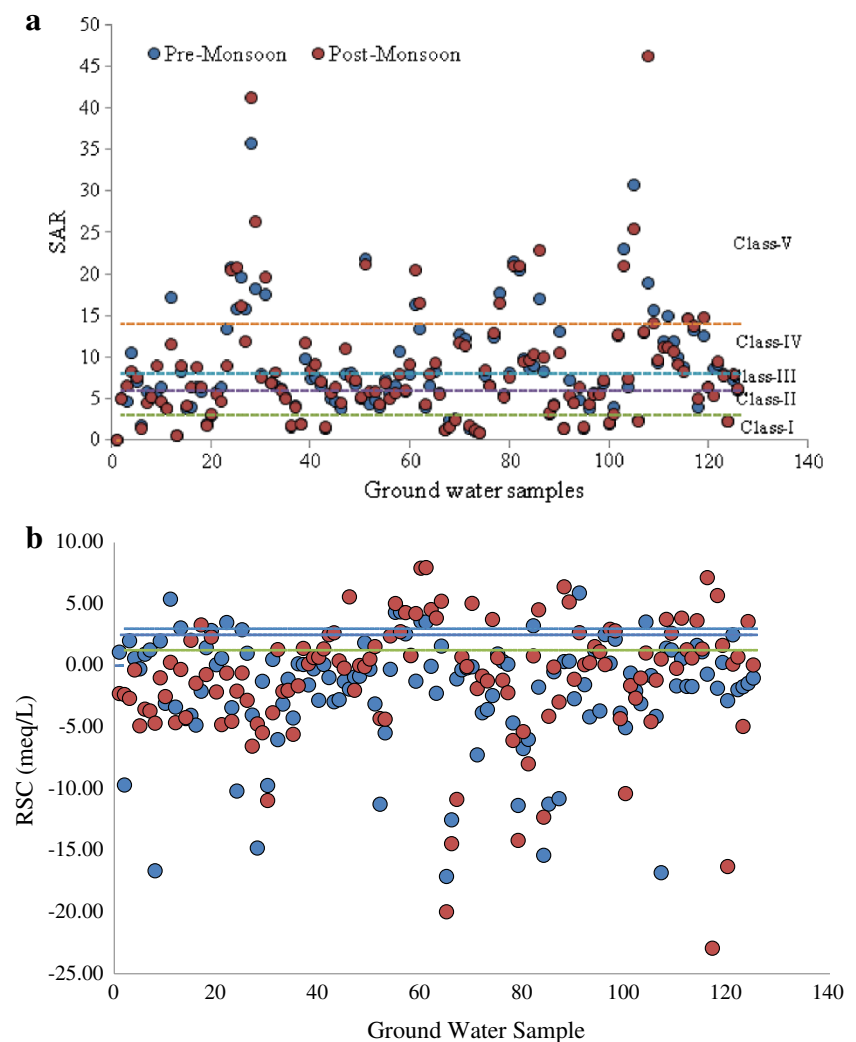 a
50
45
40
35
30
25
20
15
10
5
0
SAR
Pre-Monsoon Post-Monsoon
Class-V
Class-IV
Class-III
Class-II
Class-I
0 20 40 60 80 100 120 140
Ground water samples
b
10.00
5.00
0.00
-5.00
-10.00
-15.00
-20.00
-25.00
RSC (meq/L)
0 20 40 60 80 100 120 140
Ground Water Sample